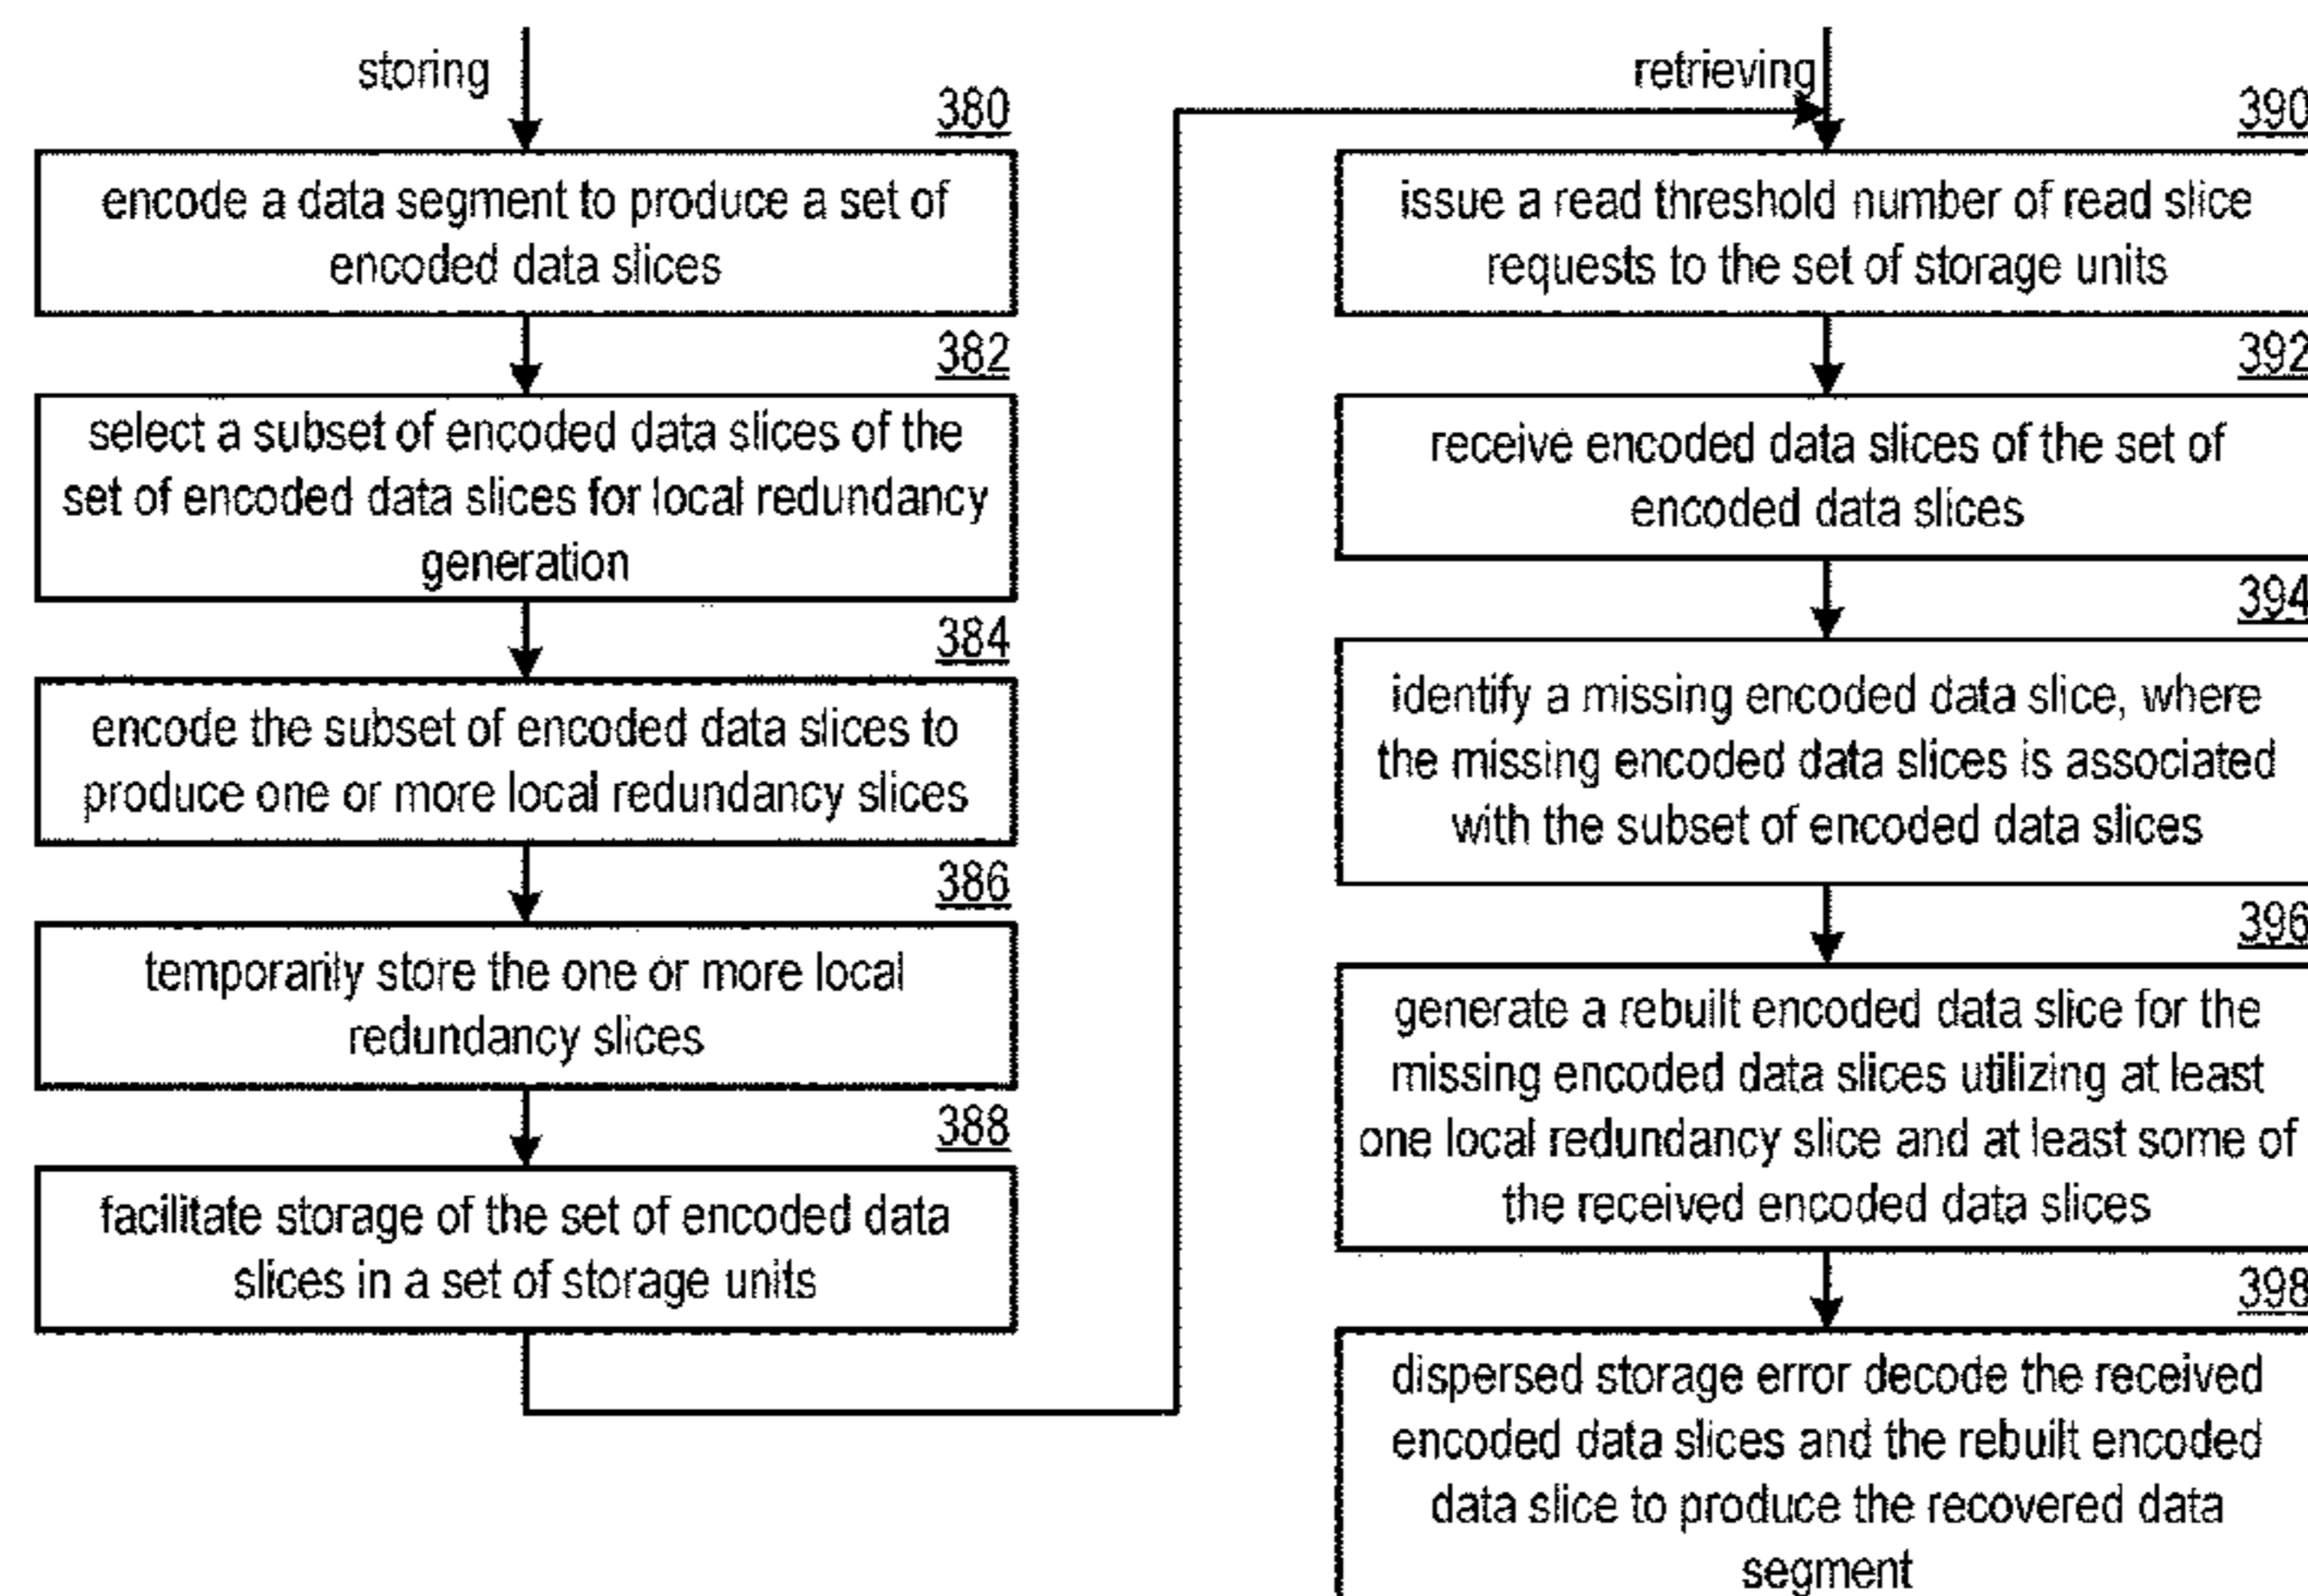 storing
380
encode a data segment to produce a set of
encoded data slices
382
select a subset of encoded data slices of the
set of encoded data slices for local redundancy
generation
384
encode the subset of encoded data slices to
produce one or more local redundancy slices
386
temporarily store the one or more local
redundancy slices
388
facilitate storage of the set of encoded data
slices in a set of storage units
retrieving
390
issue a read threshold number of read slice
requests to the set of storage units
392
receive encoded data slices of the set of
encoded data slices
394
identify a missing encoded data slice, where
the missing encoded data slices is associated
with the subset of encoded data slices
396
generate a rebuilt encoded data slice for the
missing encoded data slices utilizing at least
one local redundancy slice and at least some of
the received encoded data slices
398
dispersed storage error decode the received
encoded data slices and the rebuilt encoded
data slice to produce the recovered data
segment